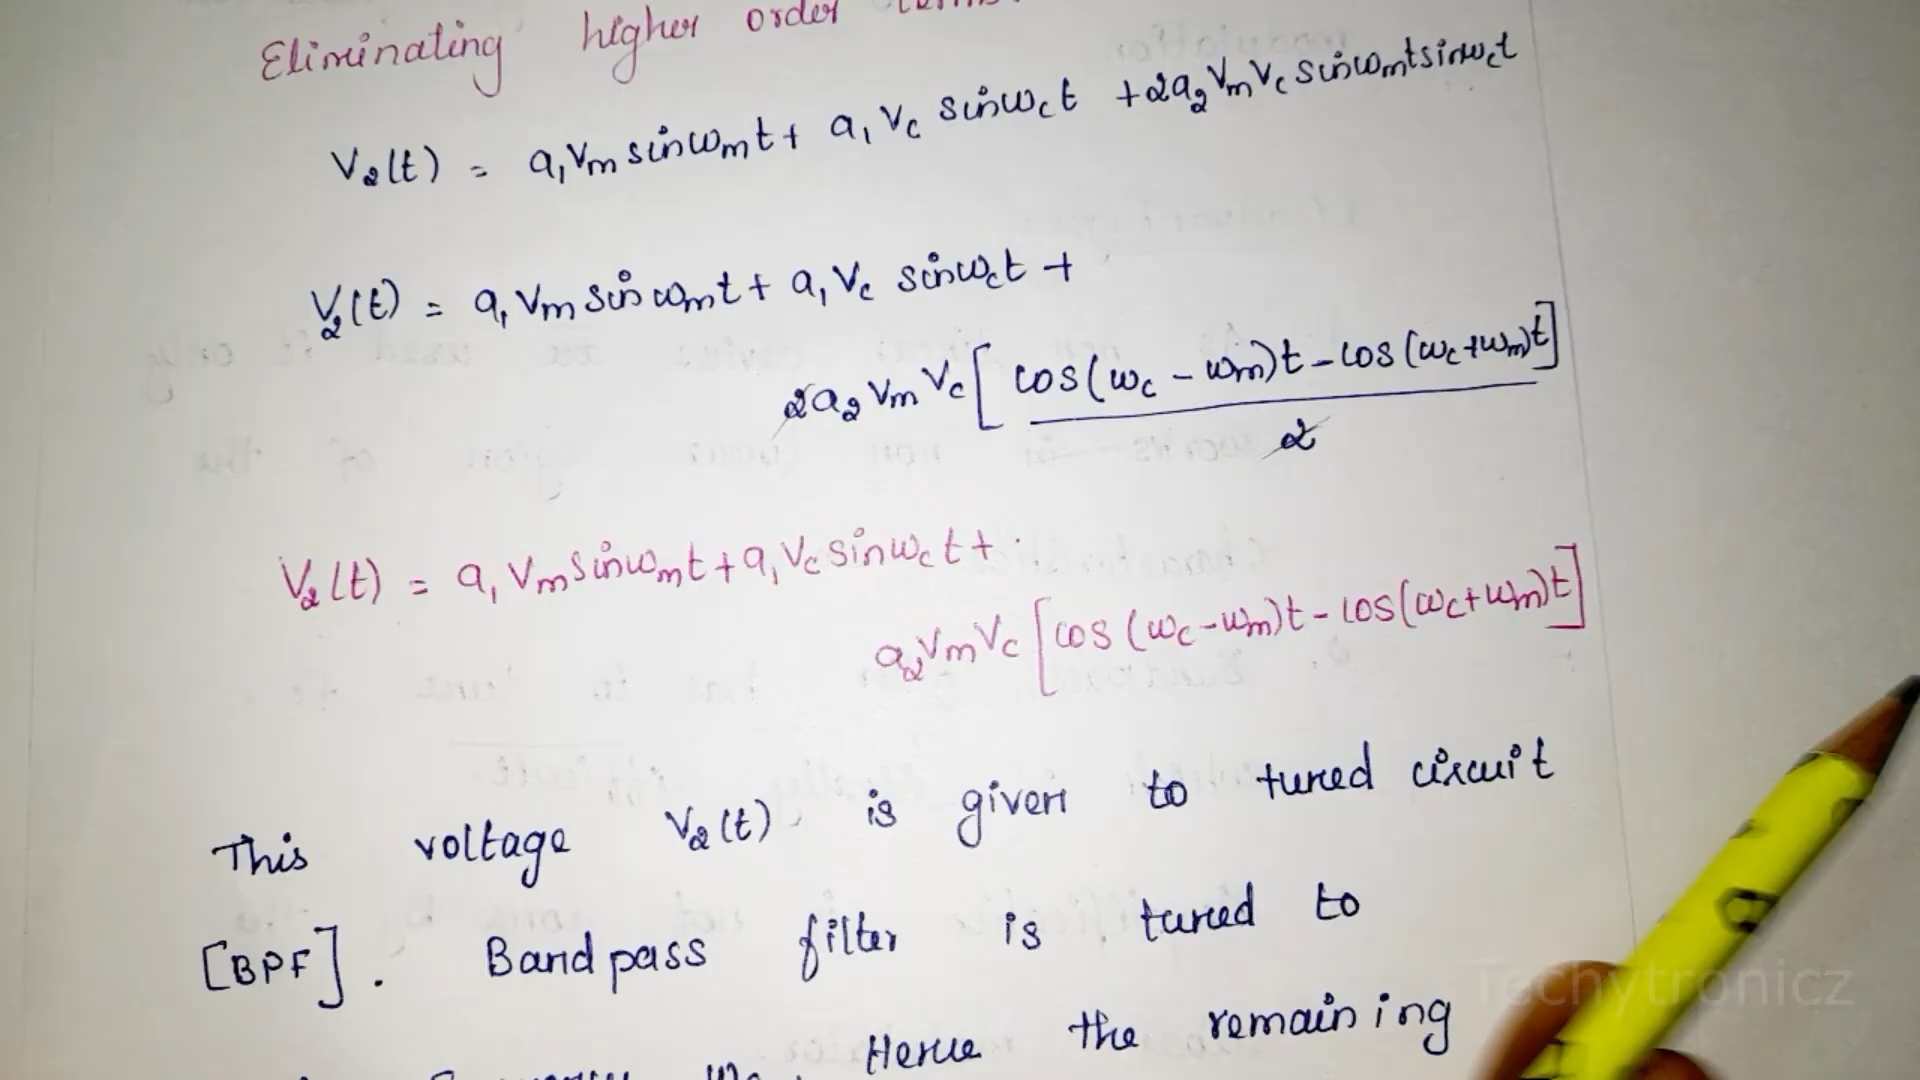 Eliminating higher order terms.
V₂(t) = a₁Vm sinωmt + a₁Vc sinωct + 2a₂VmVc sinωmt sinωct
V₂(t) = a₁Vm sinωmt + a₁Vc sinωct +
2a₂VmVc[cos(ωc - ωm)t - cos(ωc+ωm)t]
2
V₂(t) = a₁Vm sinωmt + a₁Vc sinωct +
a₂VmVc[cos(ωc-ωm)t - cos(ωc+ωm)t]
This voltage V₂(t) is given to tuned circuit
[BPF]. Bandpass filter is tuned to
Hence the remaining
Techytronicz